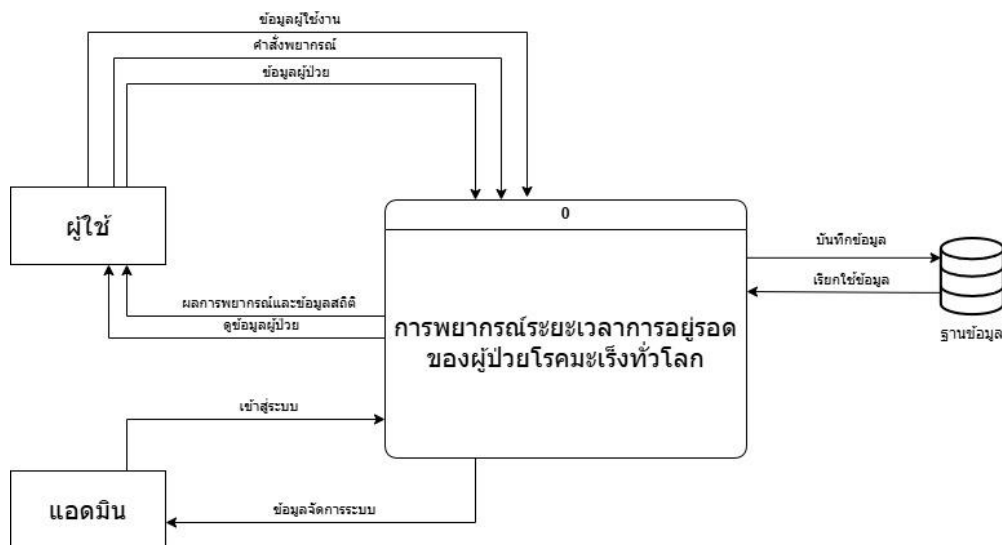 ข้อมูลผู้ใช้งาน
คำสั่งพยากรณ์
ข้อมูลผู้ป่วย
ผู้ใช้
0
บันทึกข้อมูล
เรียกใช้ข้อมูล
ฐานข้อมูล
ผลการพยากรณ์และข้อมูลสถิติ
ดูข้อมูลผู้ป่วย
การพยากรณ์ระยะเวลาการอยู่รอด
ของผู้ป่วยโรคมะเร็งทั่วโลก
เข้าสู่ระบบ
แอดมิน
ข้อมูลจัดการระบบ